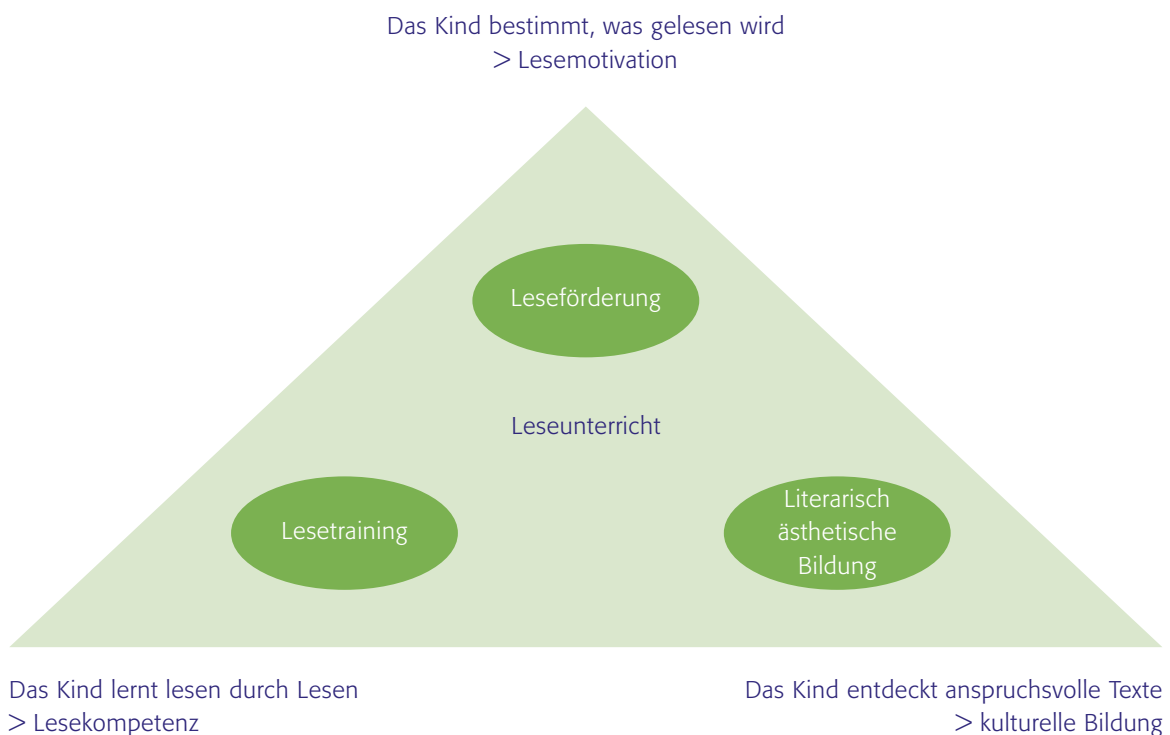 Das Kind bestimmt, was gelesen wird
> Lesemotivation
Leseförderung
Leseunterricht
Lesetraining
Literarisch
ästhetische
Bildung
Das Kind lernt lesen durch Lesen
> Lesekompetenz
Das Kind entdeckt anspruchsvolle Texte
> kulturelle Bildung